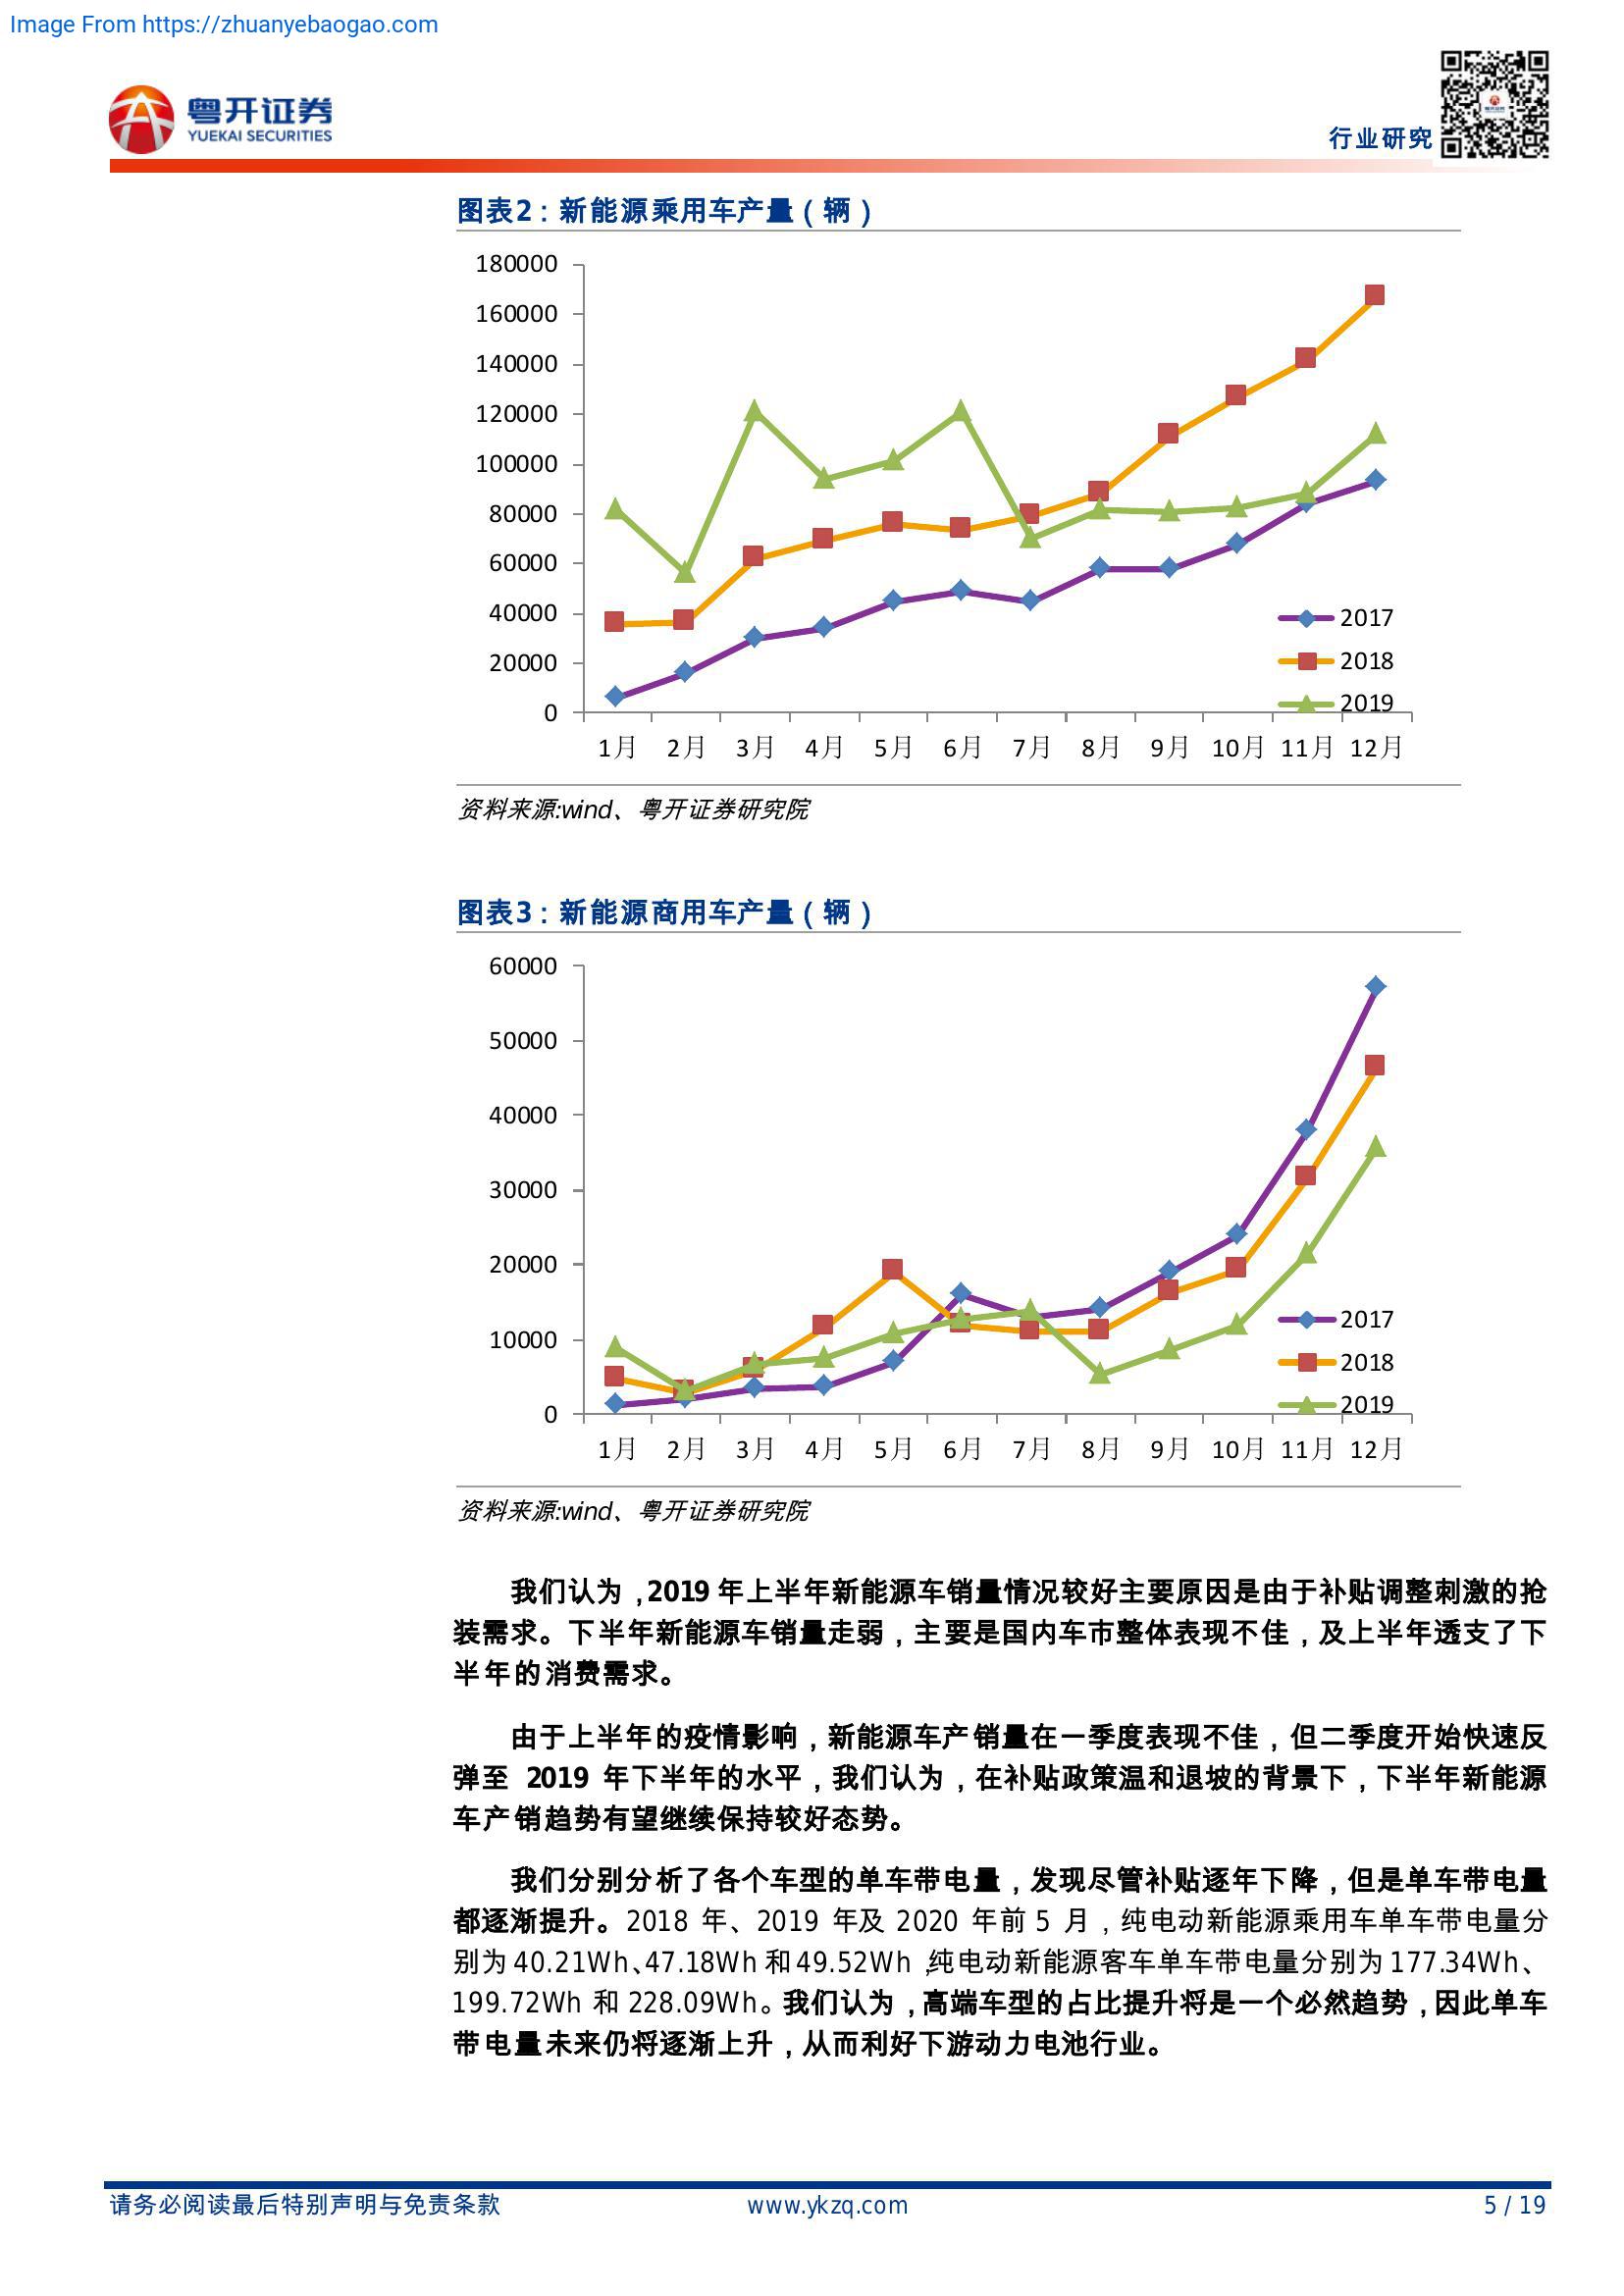 Image From https://zhuanyebaogao.com
粤开证券
YUEKAI SECURITIES
行业研究
图表2：新能源乘用车产量（辆）
180000
160000
140000
120000
100000
80000
60000
40000
20000
0
2017
2018
2019
1月 2月 3月 4月 5月 6月 7月 8月 9月 10月 11月 12月
资料来源:wind、粤开证券研究院
图表3：新能源商用车产量（辆）
60000
50000
40000
30000
20000
10000
0
2017
2018
2019
1月 2月 3月 4月 5月 6月 7月 8月 9月 10月 11月 12月
资料来源:wind、粤开证券研究院
我们认为，2019 年上半年新能源车销量情况较好主要原因是由于补贴调整刺激的抢
装需求。下半年新能源车销量走弱，主要是国内车市整体表现不佳，及上半年透支了下
半年的消费需求。
由于上半年的疫情影响，新能源车产销量在一季度表现不佳，但二季度开始快速反
弹至 2019 年下半年的水平，我们认为，在补贴政策温和退坡的背景下，下半年新能源
车产销趋势有望继续保持较好态势。
我们分别分析了各个车型的单车带电量，发现尽管补贴逐年下降，但是单车带电量
都逐渐提升。2018 年、2019 年及 2020 年前 5 月，纯电动新能源乘用车单车带电量分
别为 40.21Wh、47.18Wh 和 49.52Wh，纯电动新能源客车单车带电量分别为 177.34Wh、
199.72Wh 和 228.09Wh。我们认为，高端车型的占比提升将是一个必然趋势，因此单车
带电量未来仍将逐渐上升，从而利好下游动力电池行业。
请务必阅读最后特别声明与免责条款
www.ykzq.com
5 / 19